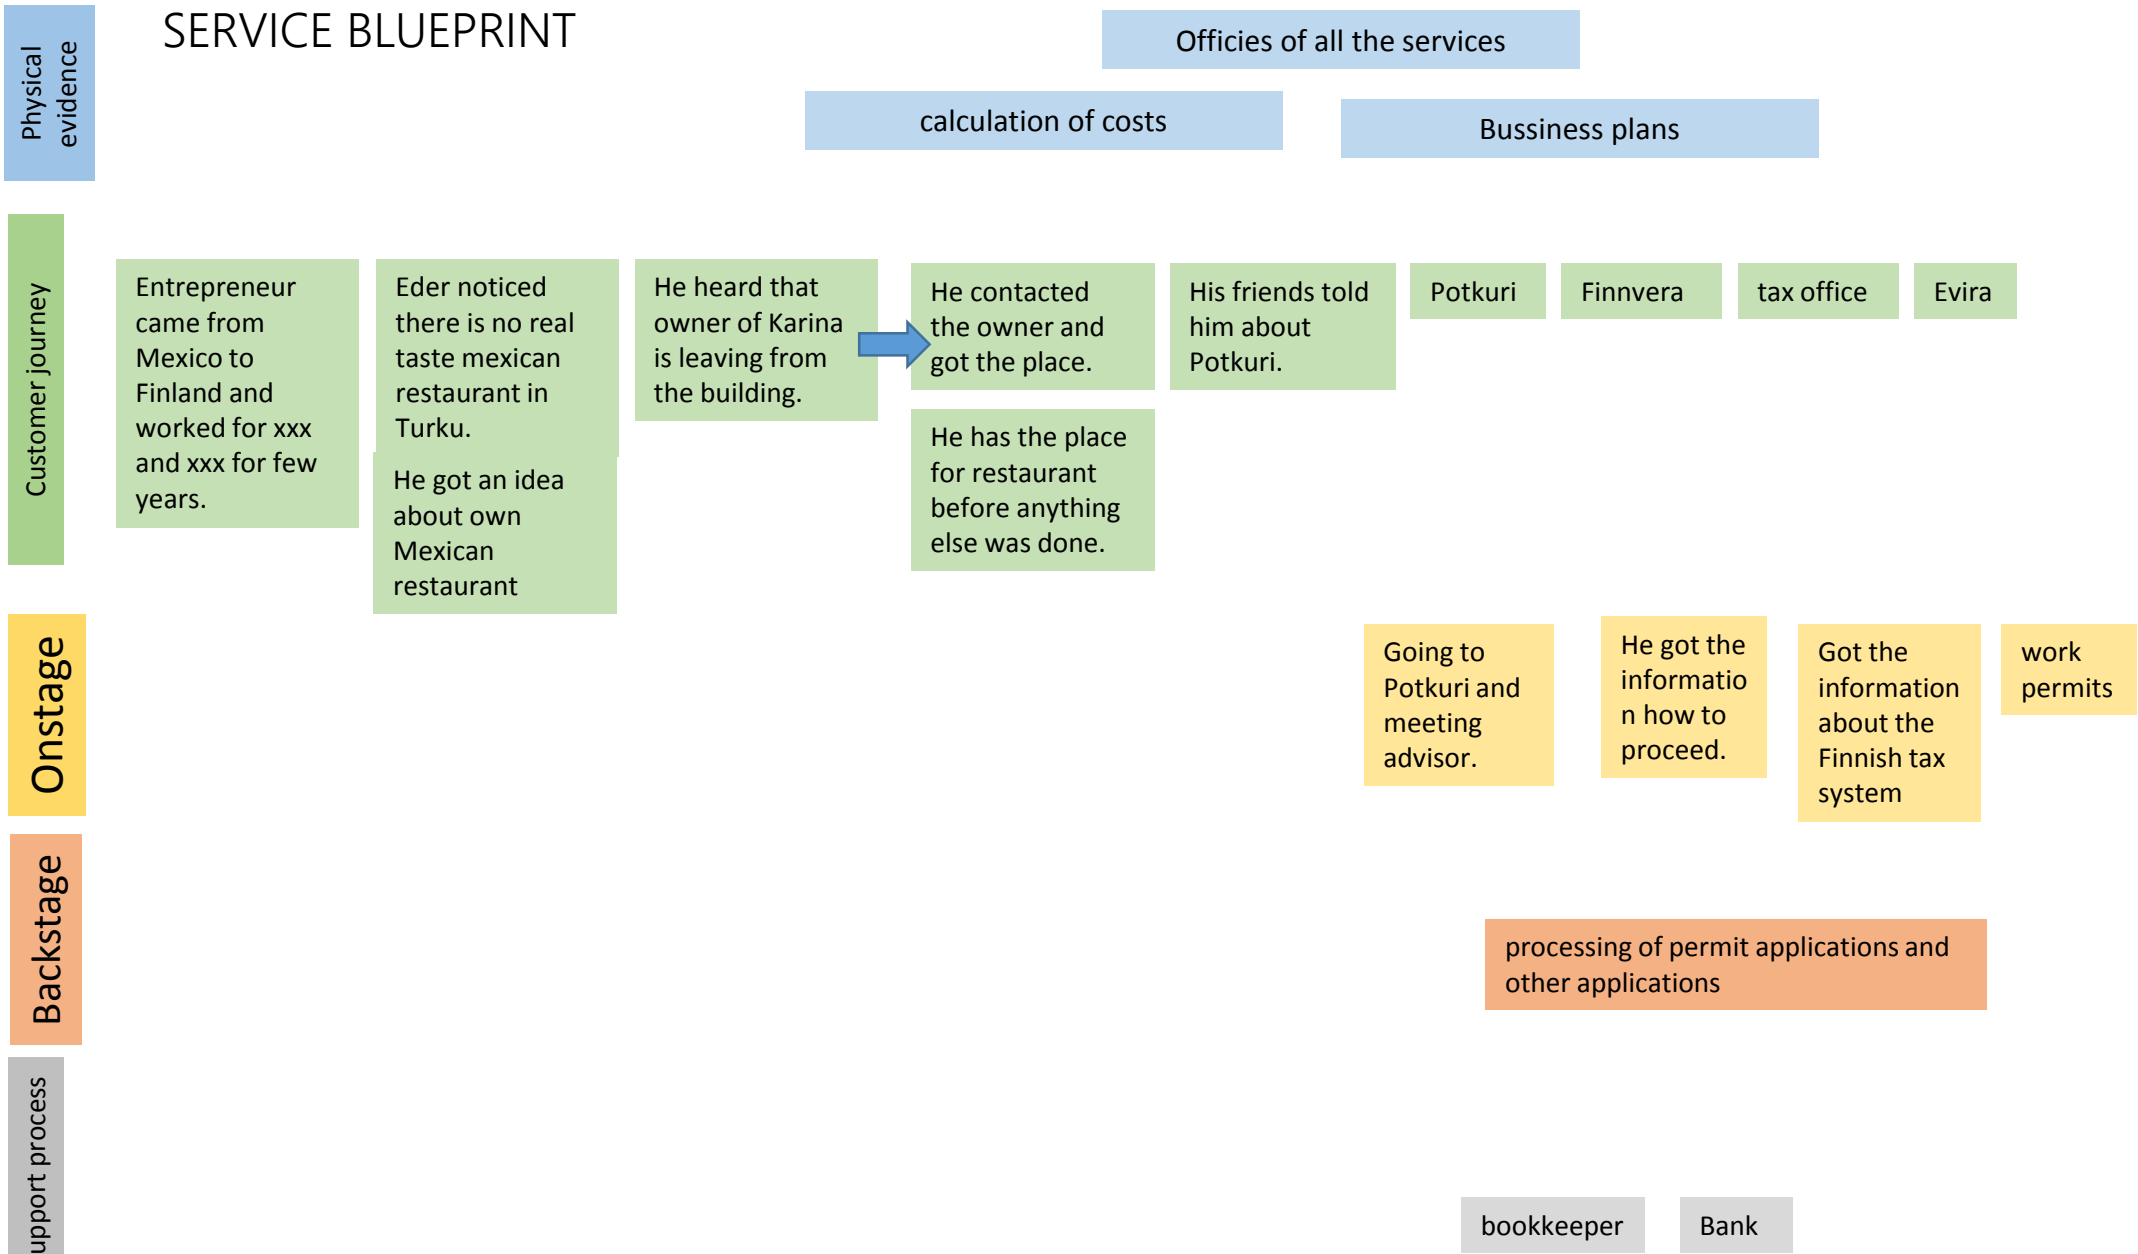 SERVICE BLUEPRINT
Physical
evidence
Officies of all the services
calculation of costs
Bussiness plans
Customer journey
Entrepreneur
came from
Mexico to
Finland and
worked for xxx
and xxx for few
years.
Eder noticed
there is no real
taste mexican
restaurant in
Turku.
He got an idea
about own
Mexican
restaurant
He heard that
owner of Karina
is leaving from
the building.
He contacted
the owner and
got the place.
He has the place
for restaurant
before anything
else was done.
His friends told
him about
Potkuri.
Potkuri
Finnvera
tax office
Evira
Onstage
Going to
Potkuri and
meeting
advisor.
He got the
informatio
n how to
proceed.
Got the
information
about the
Finnish tax
system
work
permits
Backstage
processing of permit applications and
other applications
upport process
bookkeeper
Bank